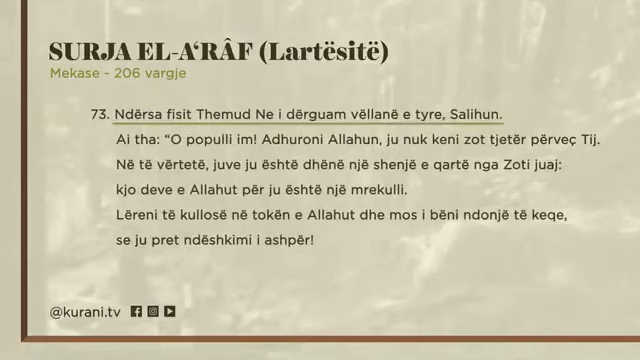 SURJA EL-A‘RÂF (Lartësitë)
Mekase - 206 vargje
73. Ndërsa fisit Themud Ne i dërguam vëllanë e tyre, Salihun.
Ai tha: “O populli im! Adhuroni Allahun, ju nuk keni zot tjetër përveç Tij.
Në të vërtetë, juve ju është dhënë një shenjë e qartë nga Zoti juaj:
kjo deve e Allahut për ju është një mrekulli.
Lëreni të kullosë në tokën e Allahut dhe mos i bëni ndonjë të keqe,
se ju pret ndëshkimi i ashpër!
@kurani.tv